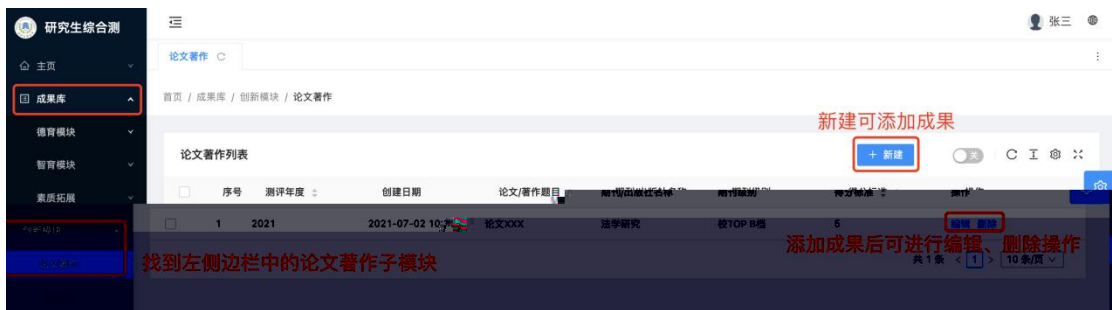 研究生综合测
张三
主页
论文著作
成果库
首页 / 成果库 / 创新模块 / 论文著作
新建可添加成果
德育模块
论文著作列表
+ 新建
关
智育模块
序号 测评年度 创建日期 论文/著作题目
素质拓展
1 2021 2021-07-02 10 论文XXX 法学研究 校TOP B档 5 编辑 删除
找到左侧边栏中的论文著作子模块
添加成果后可进行编辑、删除操作
共 1 条 < 1 > 10 条/页